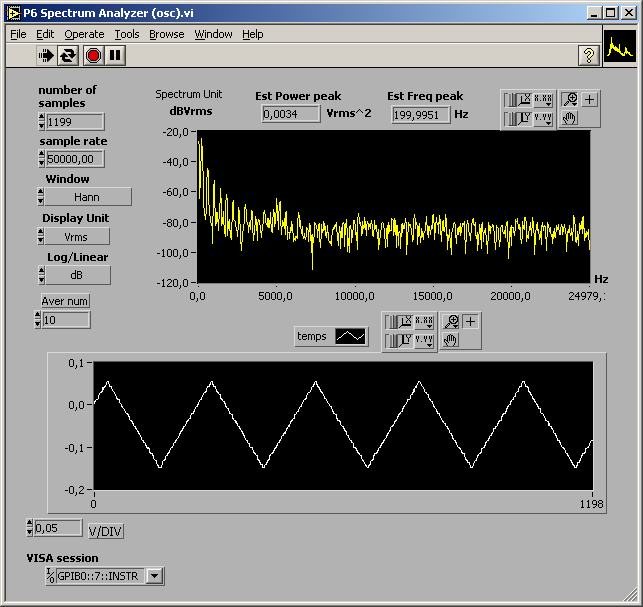 P6 Spectrum Analyzer (osc).vi
File Edit Operate Tools Browse Window Help
?
number of
samples
1199
sample rate
50000,00
Window
Hann
Display Unit
Vrms
Log/Linear
dB
Aver num
10
Spectrum Unit
dBVrms
Est Power peak
0,0034 Vrms^2
Est Freq peak
199,9951 Hz
X X.XX
Y Y.YY
-20,0
-40,0
-60,0
-80,0
-100,0
-120,0
0,0 5000,0 10000,0 15000,0 20000,0 24979,
Hz
temps
X X.XX
Y Y.YY
0,1
0,0
-0,1
-0,2
0 1198
0,05 V/DIV
VISA session
I/O GPIB0::7::INSTR